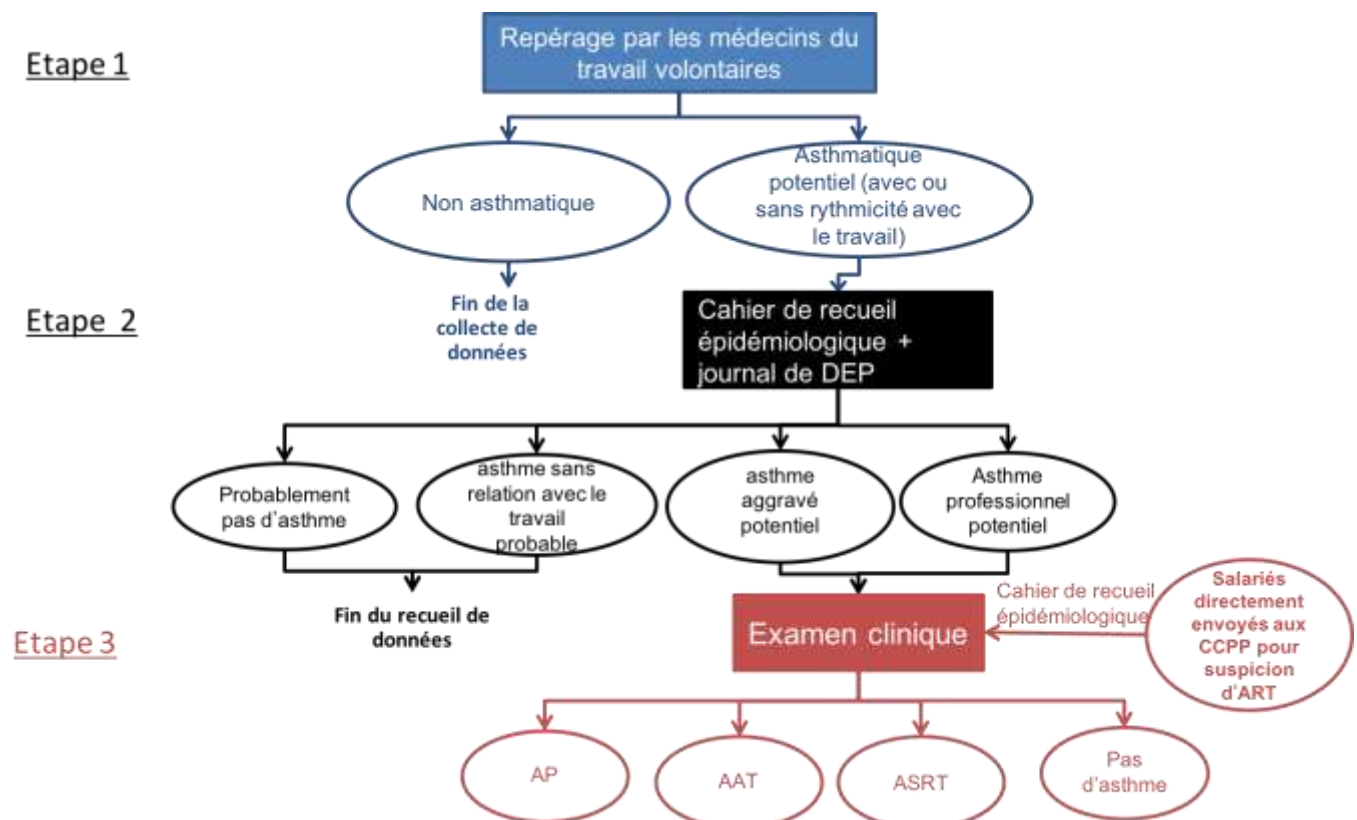 Etape 1
Repérage par les médecins du
travail volontaires
Non asthmatique
Asthmatique
potentiel (avec ou
sans rythmicité avec
le travail)
Etape 2
Fin de la
collecte de
données
Cahier de recueil
épidémiologique +
journal de DEP
Probablement
pas d'asthme
asthme sans
relation avec le
travail
probable
asthme
aggravé
potentiel
Asthme
professionnel
potentiel
Fin du recueil de
données
Etape 3
Examen clinique
Cahier de recueil
épidémiologique
Salariés
directement
envoyés aux
CCPP pour
suspicion
d'ART
AP
AAT
ASRT
Pas
d'asthme